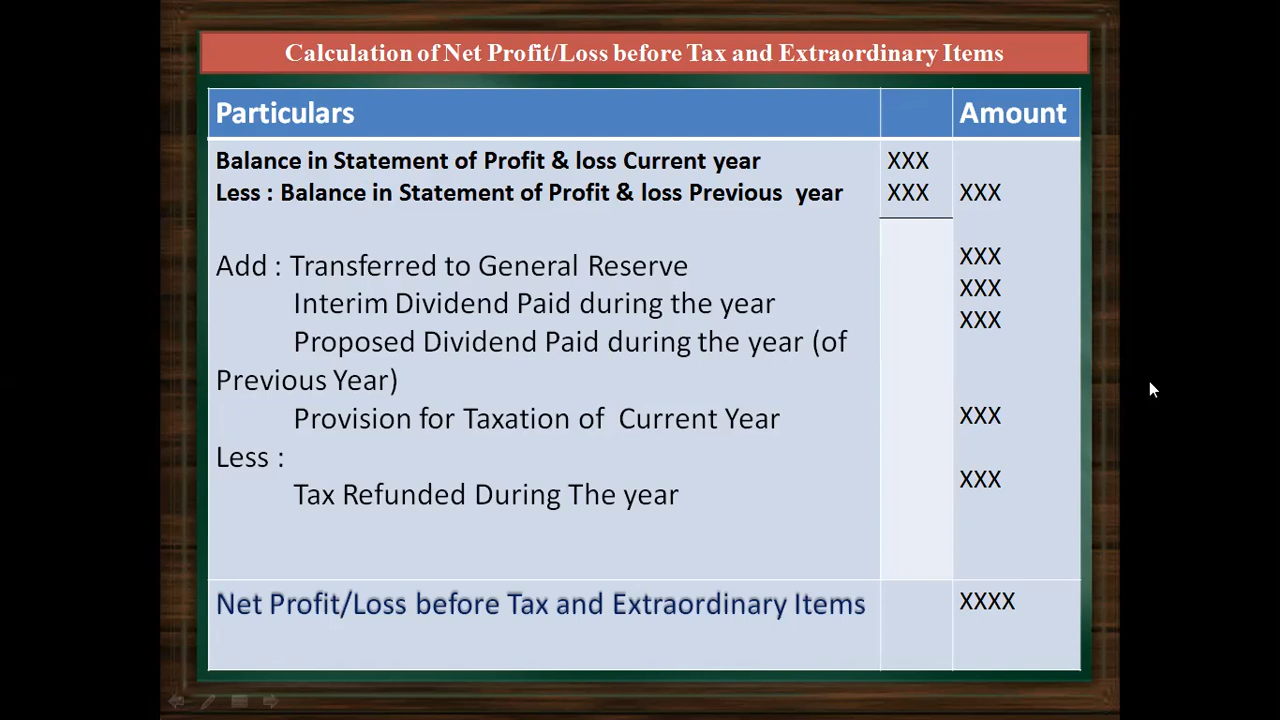 Calculation of Net Profit/Loss before Tax and Extraordinary Items
Particulars Amount
Balance in Statement of Profit & loss Current year XXX
Less : Balance in Statement of Profit & loss Previous year XXX XXX
Add : Transferred to General Reserve XXX
Interim Dividend Paid during the year XXX
Proposed Dividend Paid during the year (of XXX
Previous Year)
Provision for Taxation of Current Year XXX
Less :
Tax Refunded During The year XXX
Net Profit/Loss before Tax and Extraordinary Items XXXX